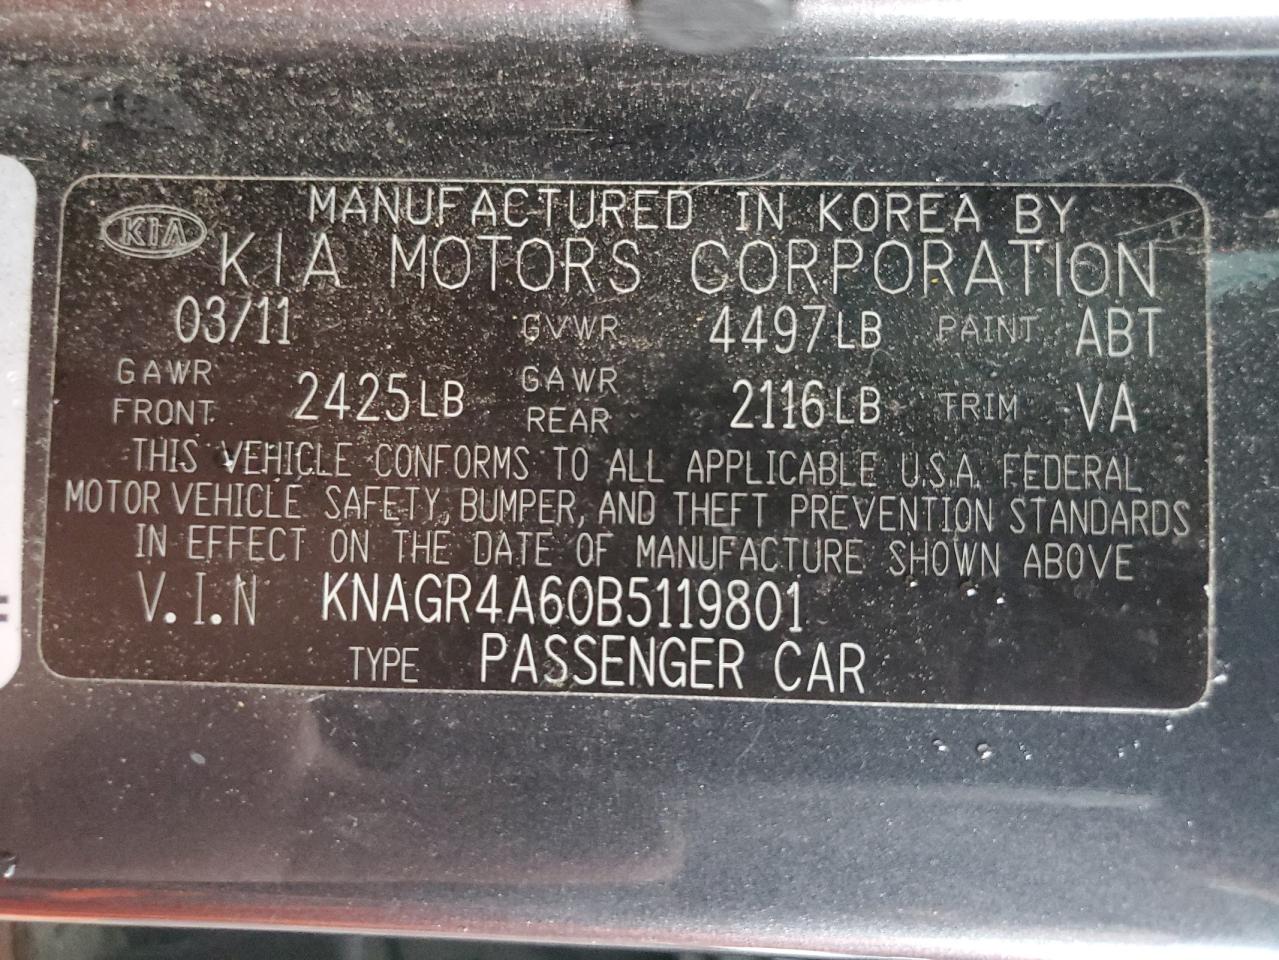 MANUFACTURED IN KOREA BY
KIA KIA MOTORS CORPORATION
03/11 GVWR 4497LB PAINT ABT
GAWR FRONT 2425LB GAWR REAR 2116LB TRIM VA
THIS VEHICLE CONFORMS TO ALL APPLICABLE U.S.A. FEDERAL
MOTOR VEHICLE SAFETY, BUMPER, AND THEFT PREVENTION STANDARDS
IN EFFECT ON THE DATE OF MANUFACTURE SHOWN ABOVE
V.I.N KNAGR4A60B5119801
TYPE PASSENGER CAR